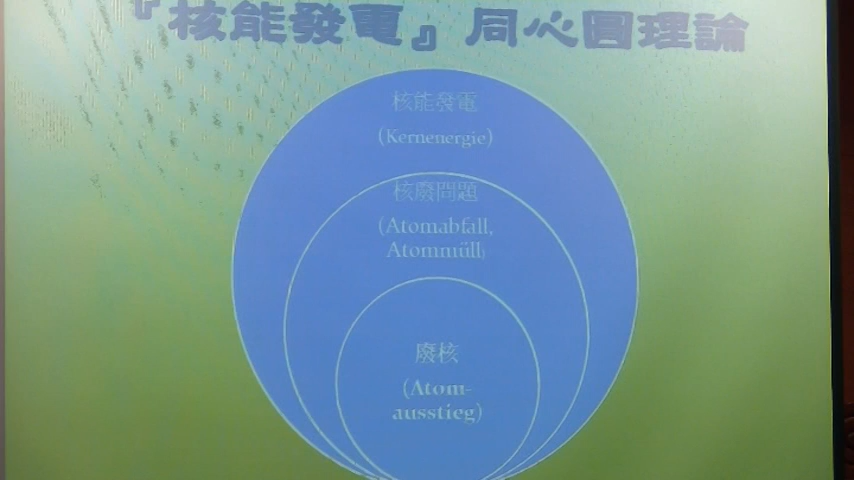 『核能發電』同心圓理論
核能發電
(Kernenergie)
核廢問題
(Atomabfall,
Atommüll)
廢核
(Atom-
ausstieg)